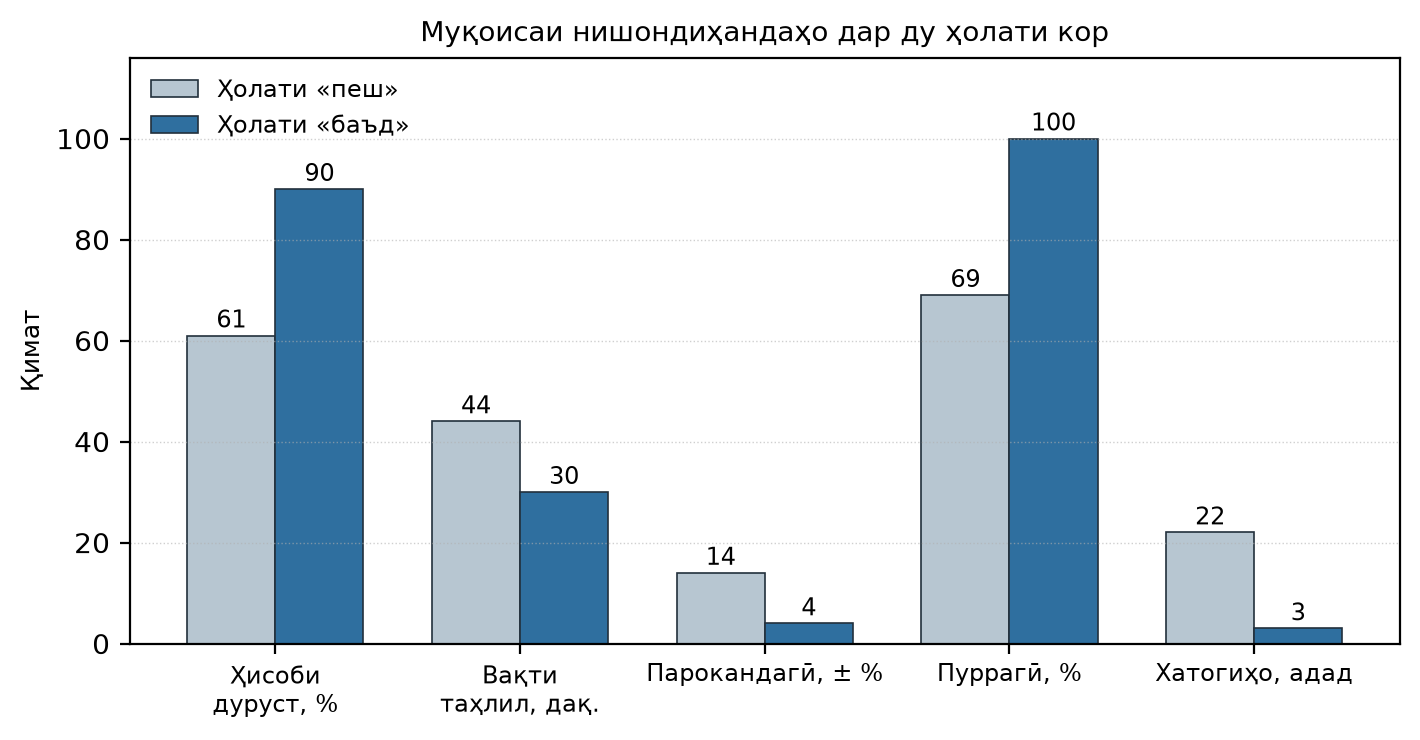 Муқоисаи нишондиҳандаҳо дар ду ҳолати кор
Ҳолати «пеш»
Ҳолати «баъд»
Қимат
100
80
60
40
20
0
61
90
44
30
14
4
69
100
22
3
Ҳисоби
дуруст, %
Вақти
таҳлил, дақ.
Парокандагӣ, ± %
Пуррагӣ, %
Хатогиҳо, адад